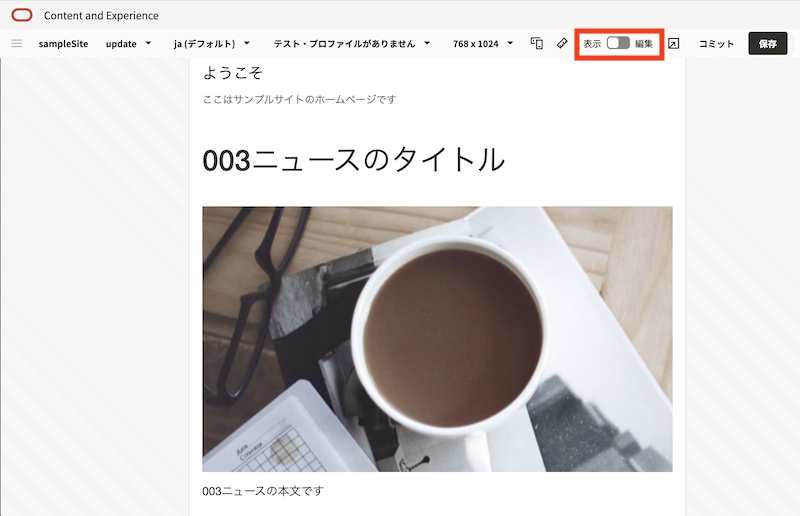 Content and Experience
sampleSite update ja (デフォルト) テスト・プロファイルがありません 768 x 1024 表示 編集 コミット 保存
ようこそ
ここはサンプルサイトのホームページです
003ニュースのタイトル
003ニュースの本文です